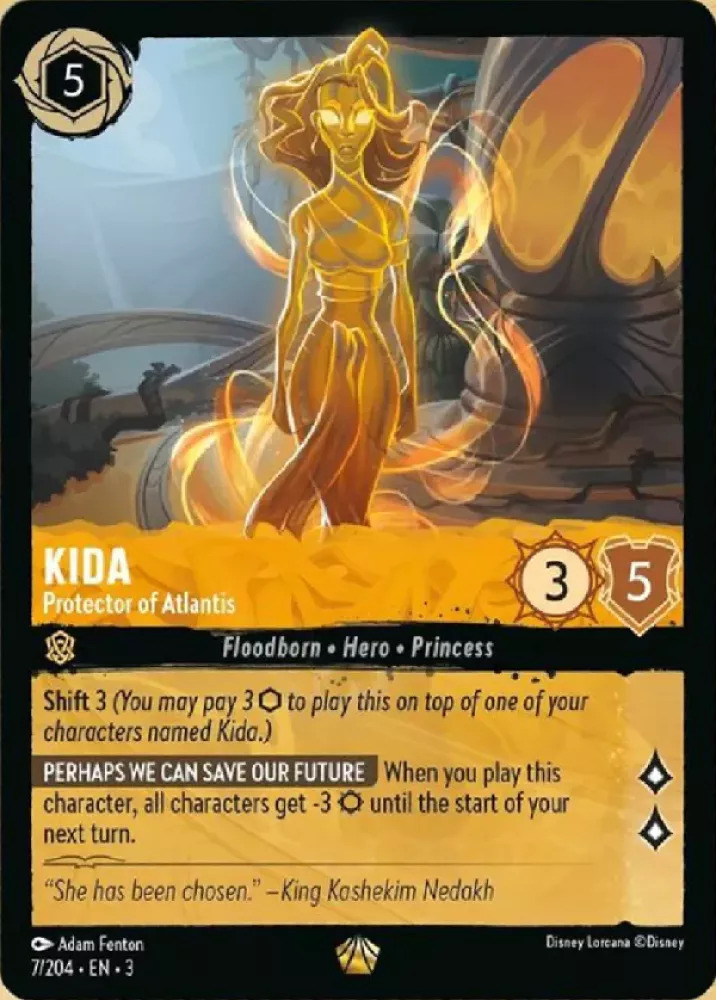 5
KIDA
Protector of Atlantis
3
5
Floodborn • Hero • Princess
Shift 3 (You may pay 3 ⬡ to play this on top of one of your
characters named Kida.)
PERHAPS WE CAN SAVE OUR FUTURE When you play this
character, all characters get -3 ¤ until the start of your
next turn.
“She has been chosen.” –King Kashekim Nedakh
Adam Fenton
Disney Lorcana ©Disney
7/204 • EN • 3